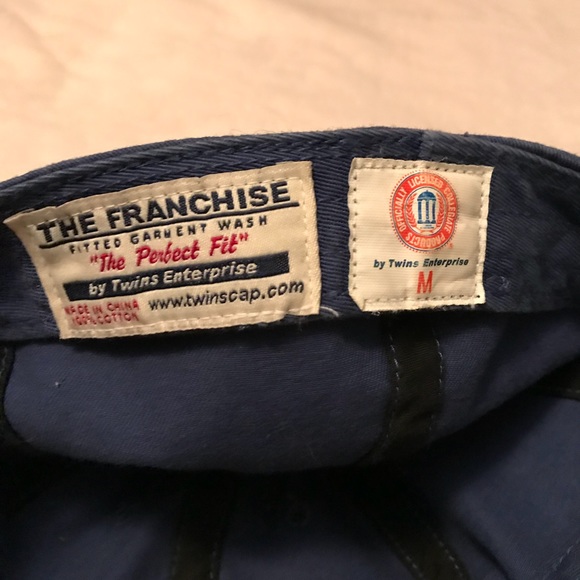 THE FRANCHISE
FITTED GARMENT WASH
"The Perfect Fit"
by Twins Enterprise
MADE IN CHINA
100% COTTON
www.twinscap.com
OFFICIALLY LICENSED COLLEGIATE PRODUCTS
®
by Twins Enterprise
M